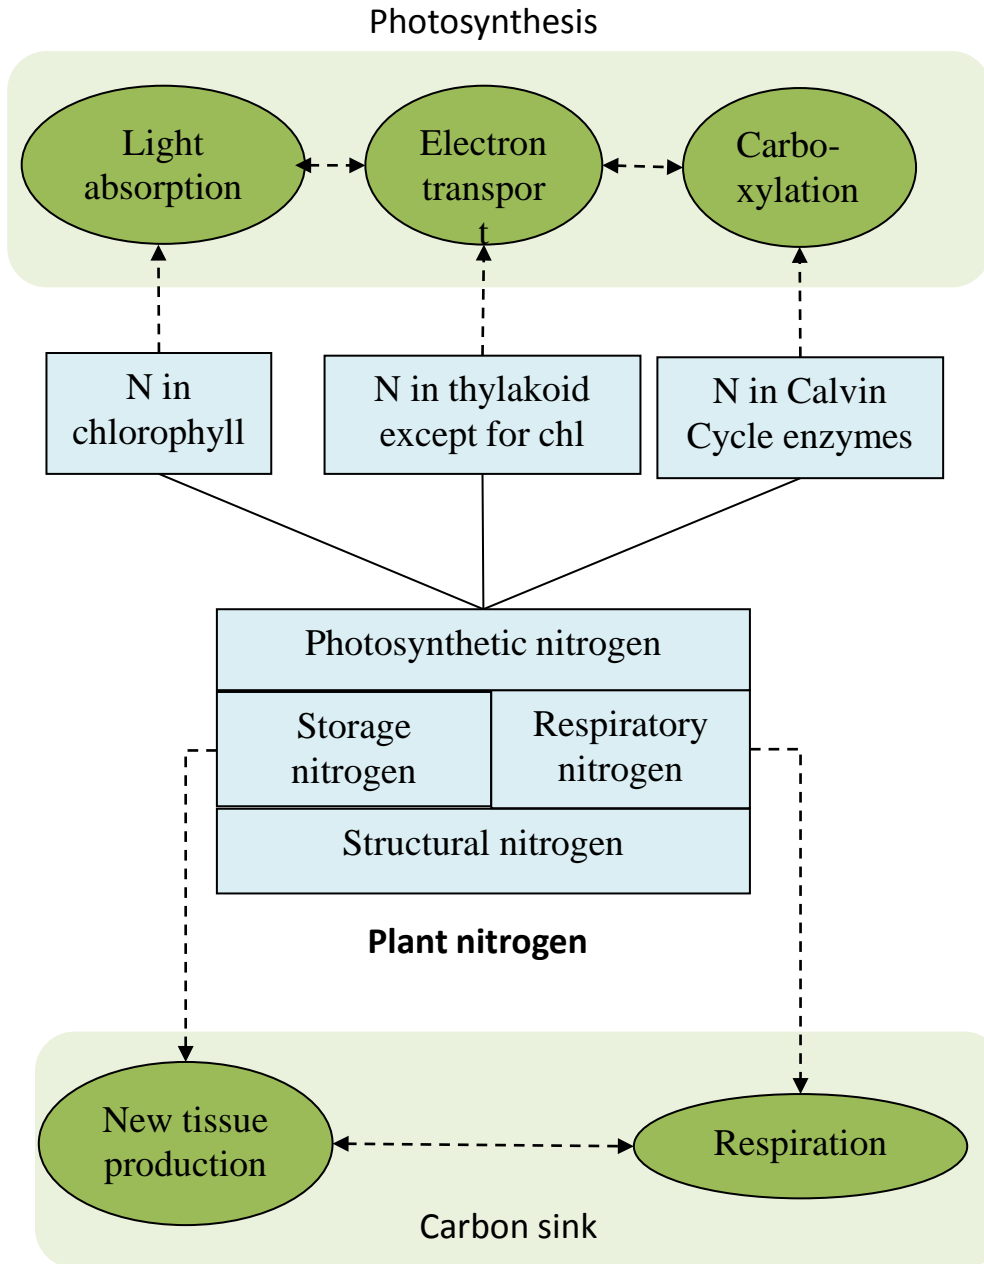 Photosynthesis
Light
absorption
Electron
transpor
t
Carbo-
xylation
N in
chlorophyll
N in thylakoid
except for chl
N in Calvin
Cycle enzymes
Photosynthetic nitrogen
Storage
nitrogen
Respiratory
nitrogen
Structural nitrogen
Plant nitrogen
New tissue
production
Respiration
Carbon sink